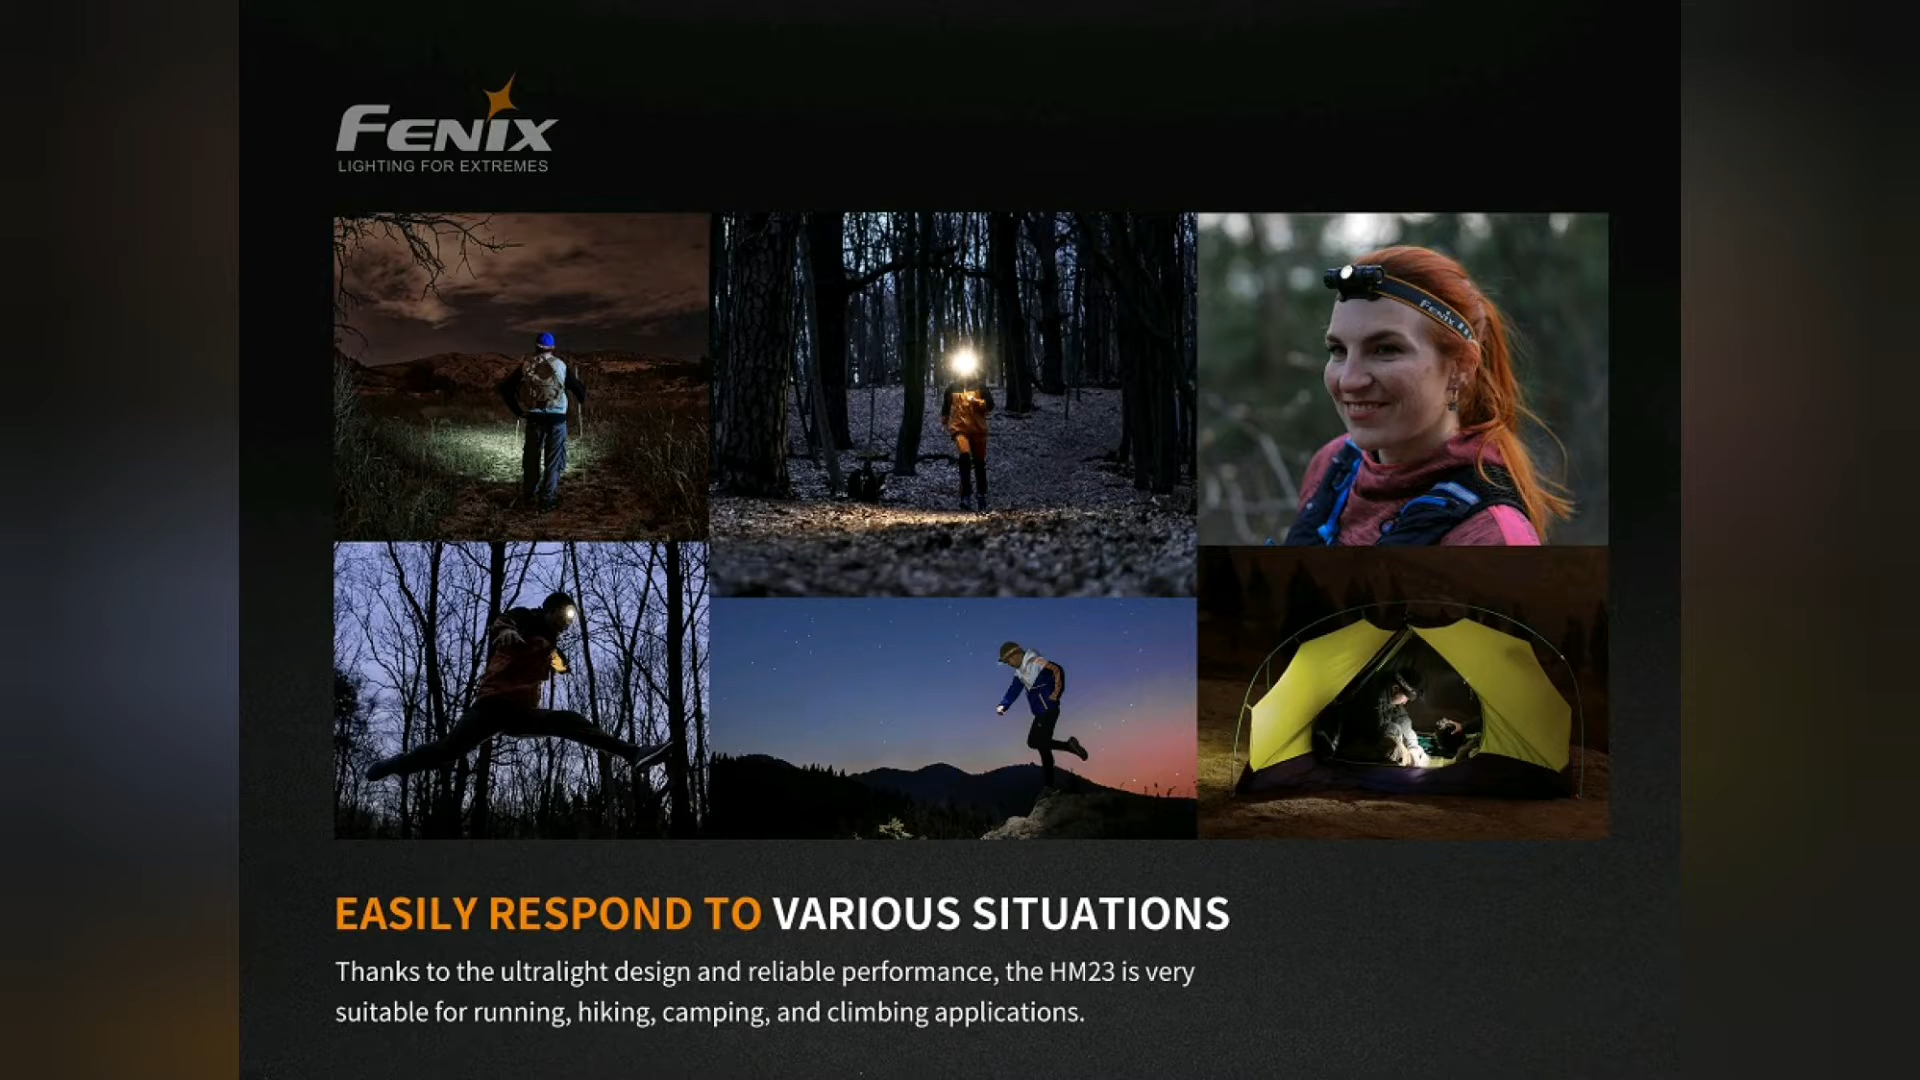 FENIX
LIGHTING FOR EXTREMES
FENIX
EASILY RESPOND TO VARIOUS SITUATIONS
Thanks to the ultralight design and reliable performance, the HM23 is very
suitable for running, hiking, camping, and climbing applications.